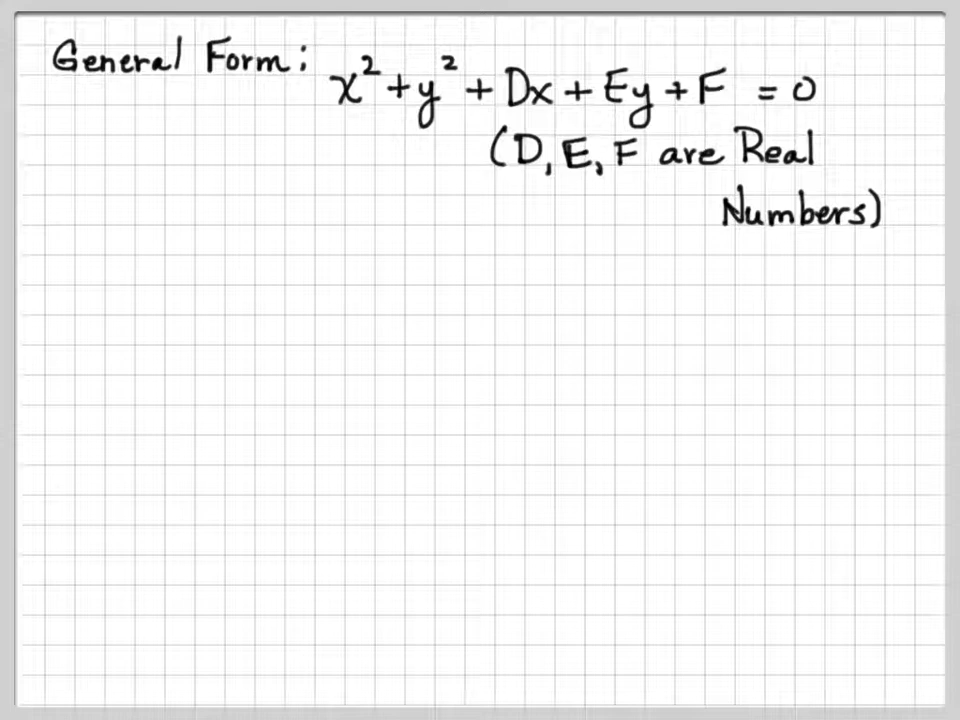 General Form:
x² + y² + Dx + Ey + F = 0
(D, E, F are Real
Numbers)